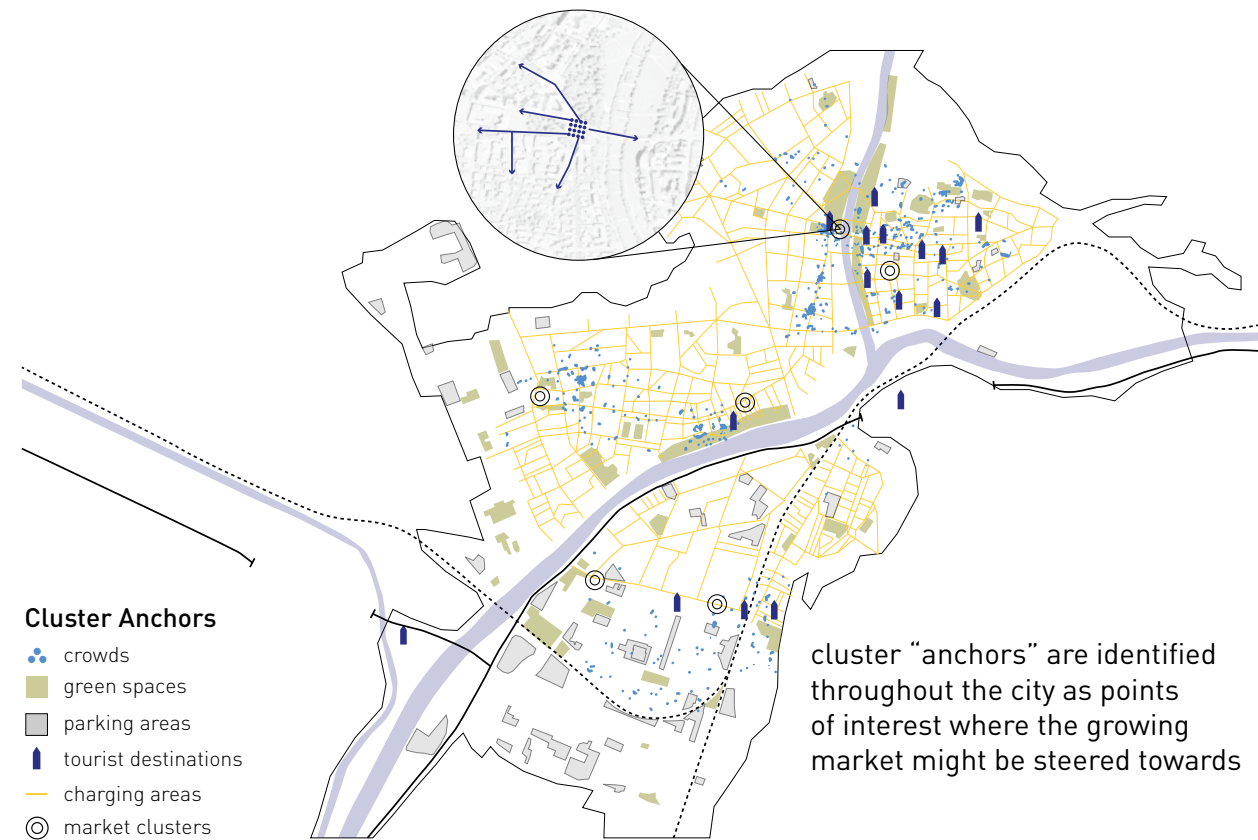 Cluster Anchors
crowds
green spaces
parking areas
tourist destinations
charging areas
market clusters
cluster “anchors” are identified
throughout the city as points
of interest where the growing
market might be steered towards